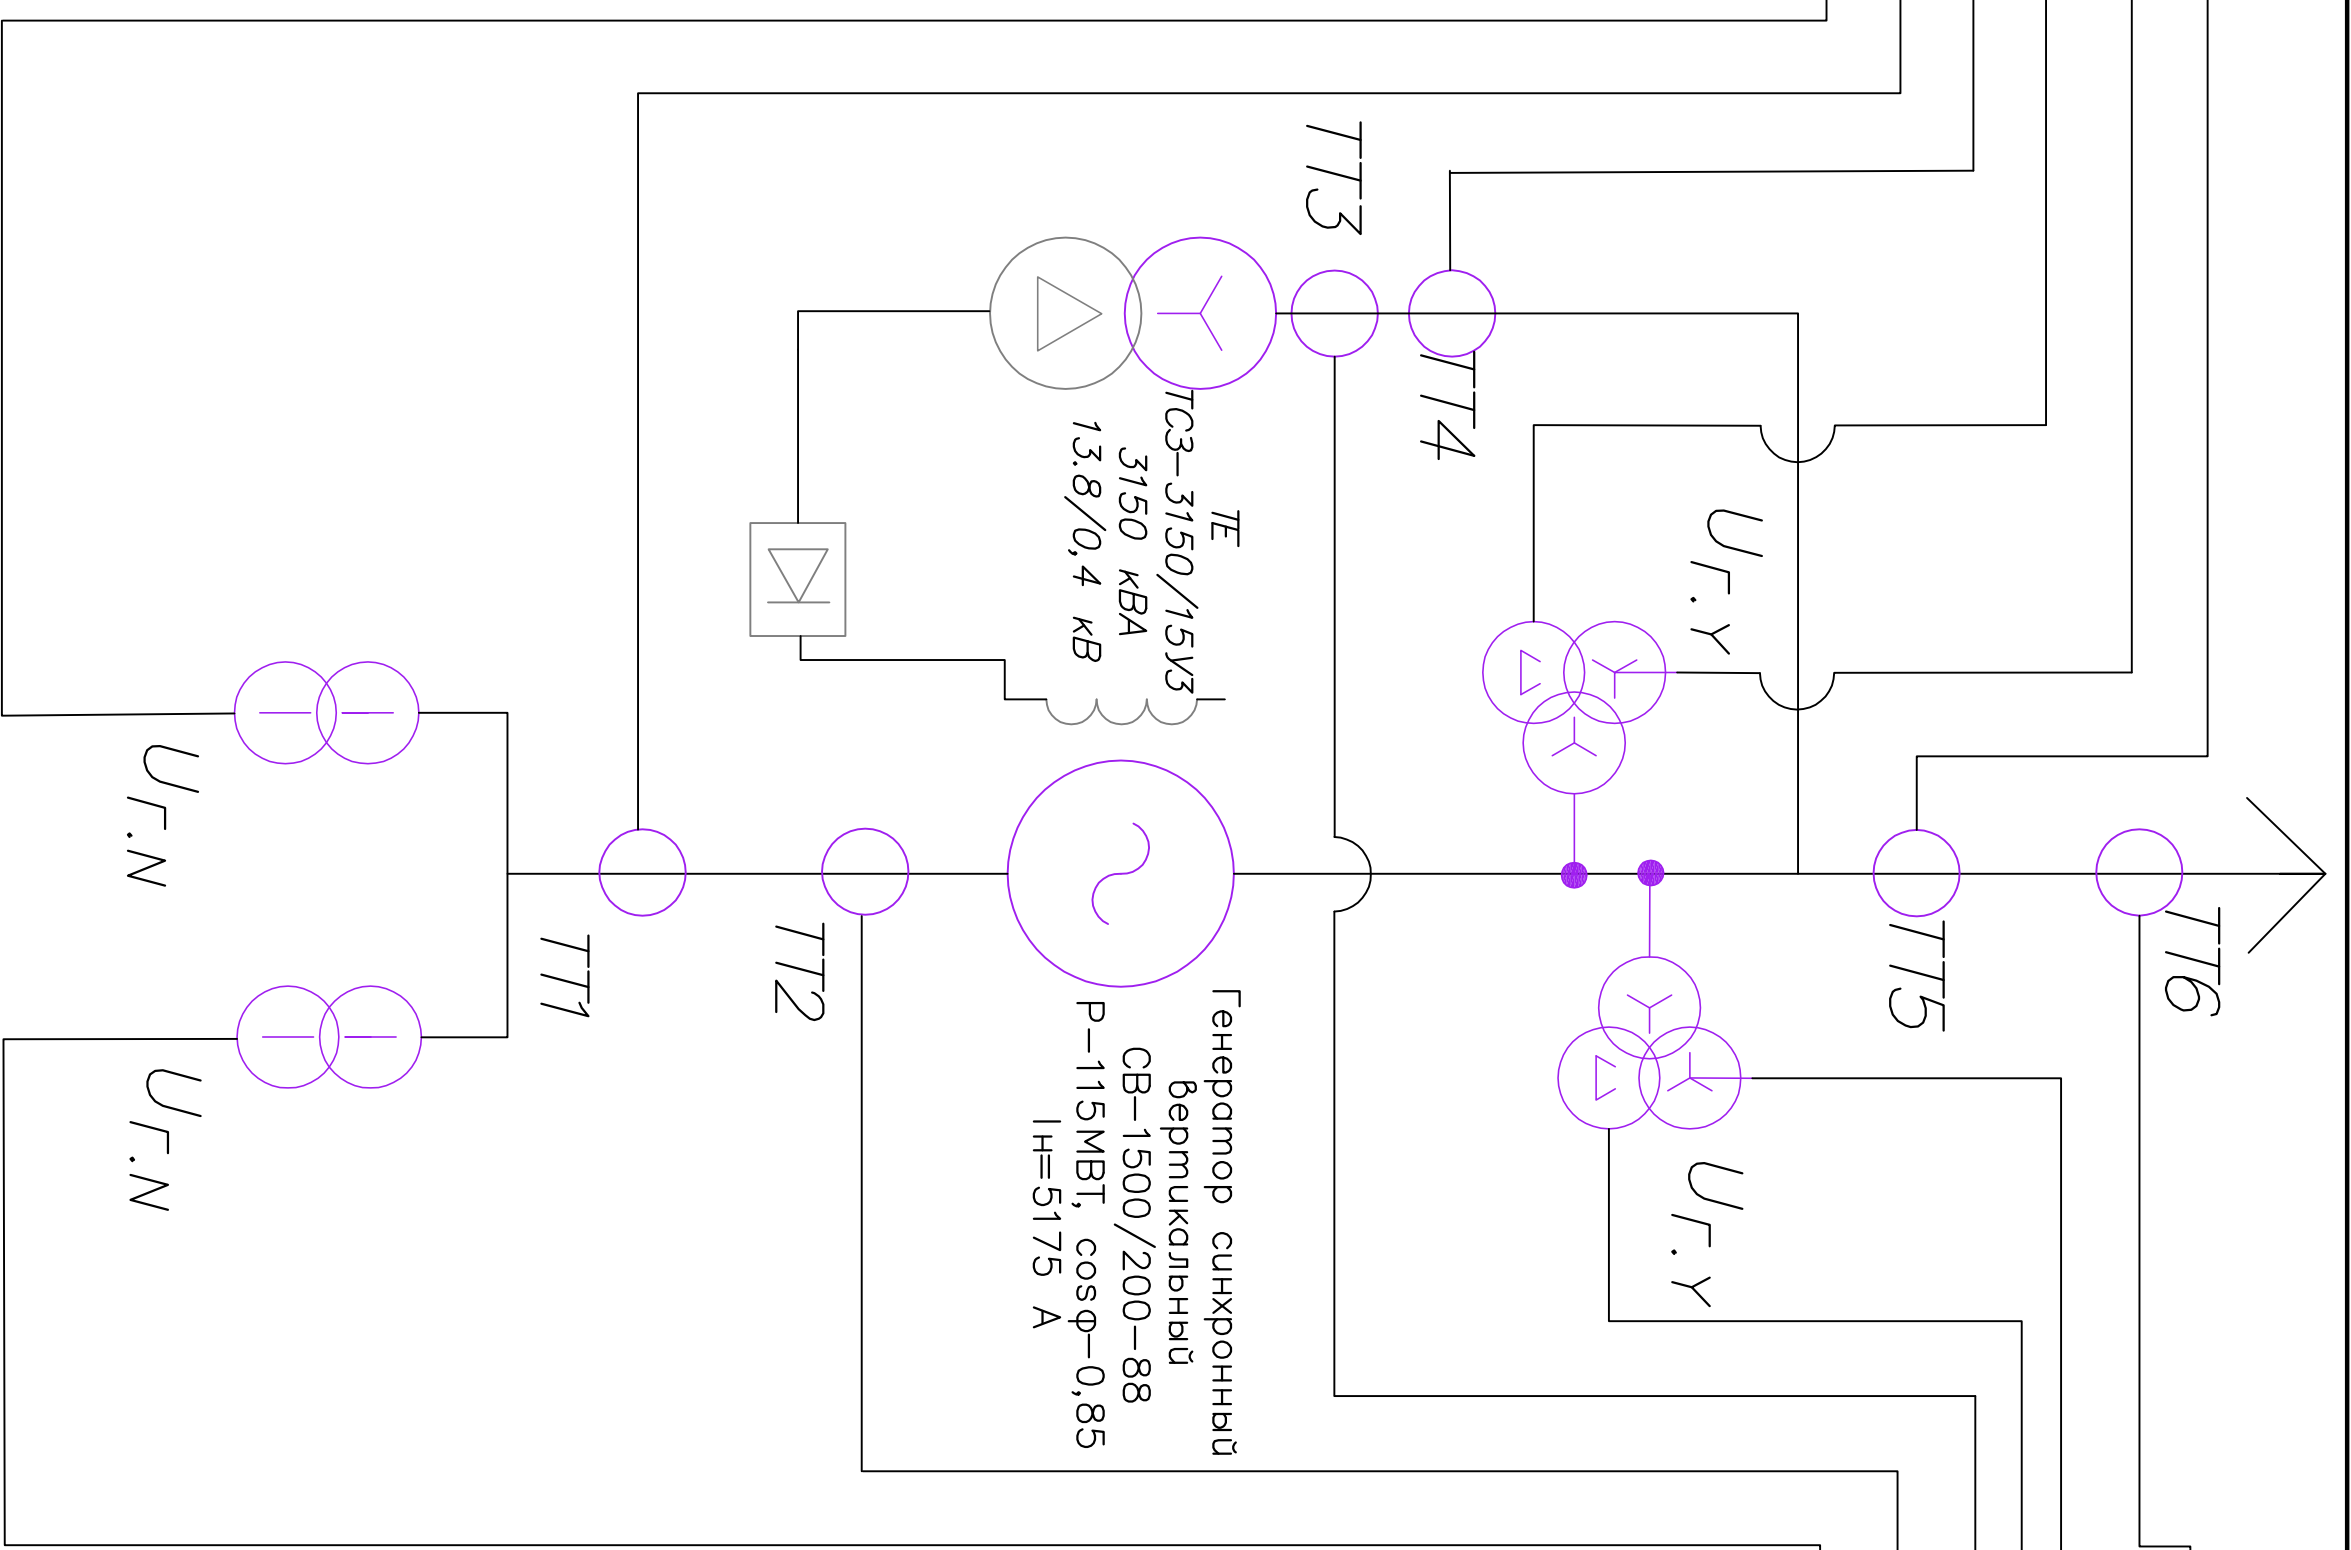 ТТ3
ТТ4
ТЕ
ТСЗ-3150/15У3
3150 кВА
13.8/0,4 кВ
Uг.Y
Uг.N
ТТ1
ТТ2
ТТ5
ТТ6
Генератор синхронный
вертикальный
СВ-1500/200-88
Р-115МВТ, cosф-0,85
Iн=5175 А
Uг.N
Uг.Y